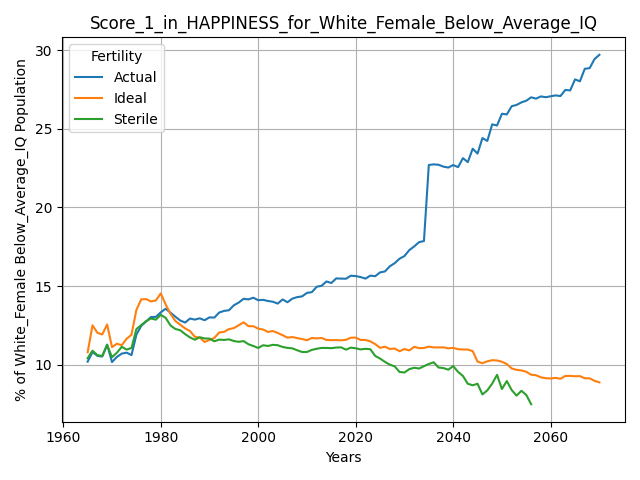 Score_1_in_HAPPINESS_for_White_Female_Below_Average_IQ
Fertility
Actual
Ideal
Sterile
% of White_Female Below_Average_IQ Population
30
25
20
15
10
1960
1980
2000
2020
2040
2060
Years